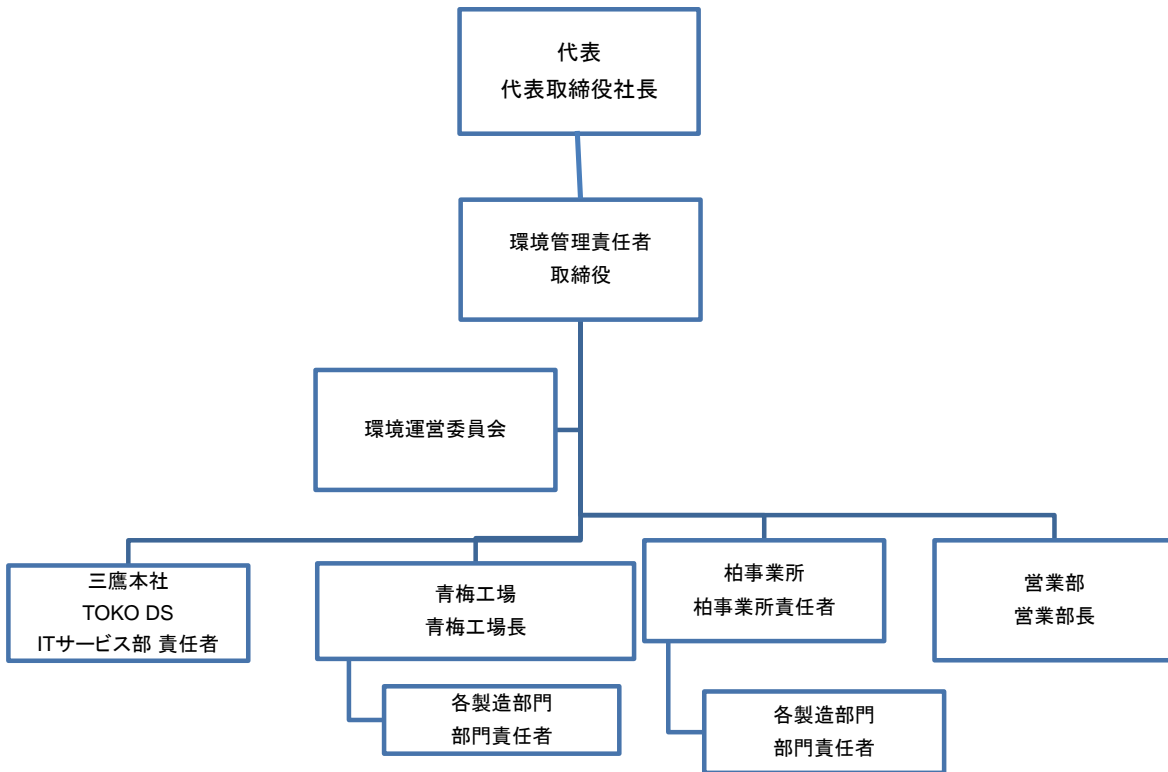 代表
代表取締役社長
環境管理責任者
取締役
環境運営委員会
三鷹本社
TOKO DS
ITサービス部 責任者
青梅工場
青梅工場長
柏事業所
柏事業所責任者
営業部
営業部長
各製造部門
部門責任者
各製造部門
部門責任者